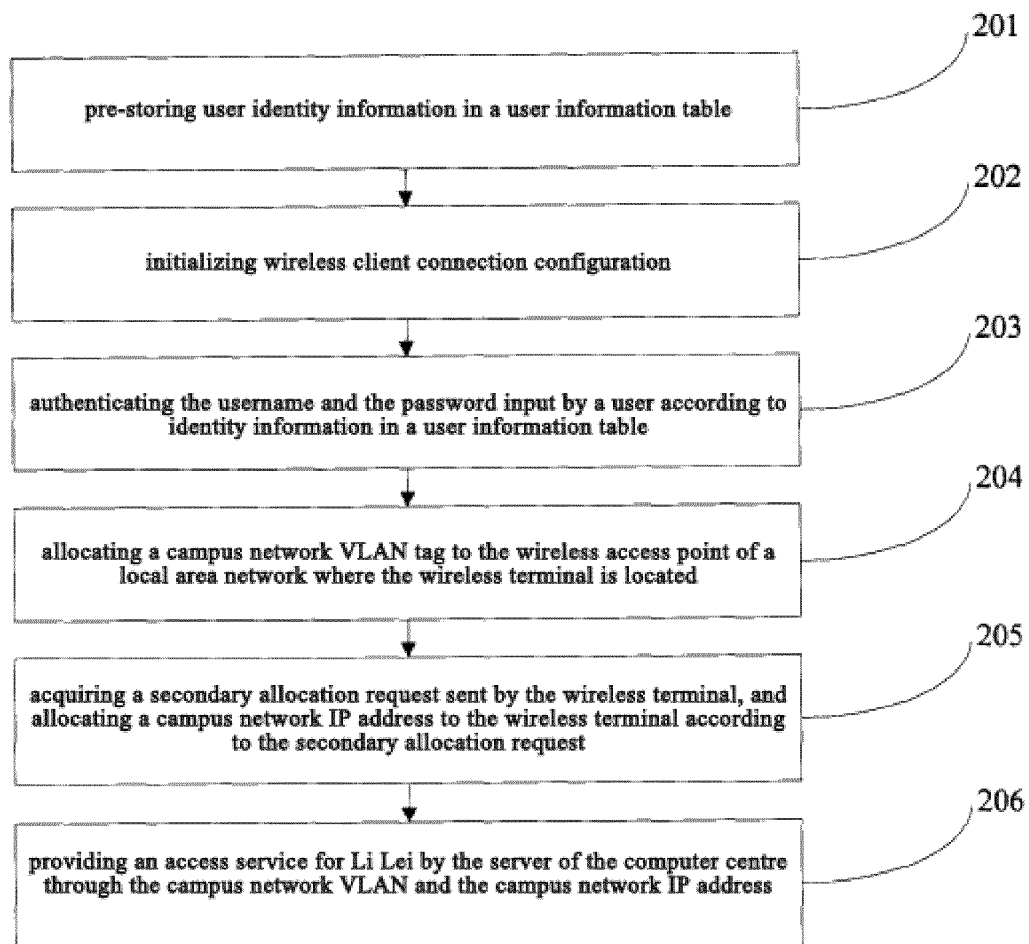 201
pre-storing user identity information in a user information table
202
initializing wireless client connection configuration
203
authenticating the username and the password input by a user according to
identity information in a user information table
204
allocating a campus network VLAN tag to the wireless access point of a
local area network where the wireless terminal is located
205
acquiring a secondary allocation request sent by the wireless terminal, and
allocating a campus network IP address to the wireless terminal according
to the secondary allocation request
206
providing an access service for Li Lei by the server of the computer centre
through the campus network VLAN and the campus network IP address